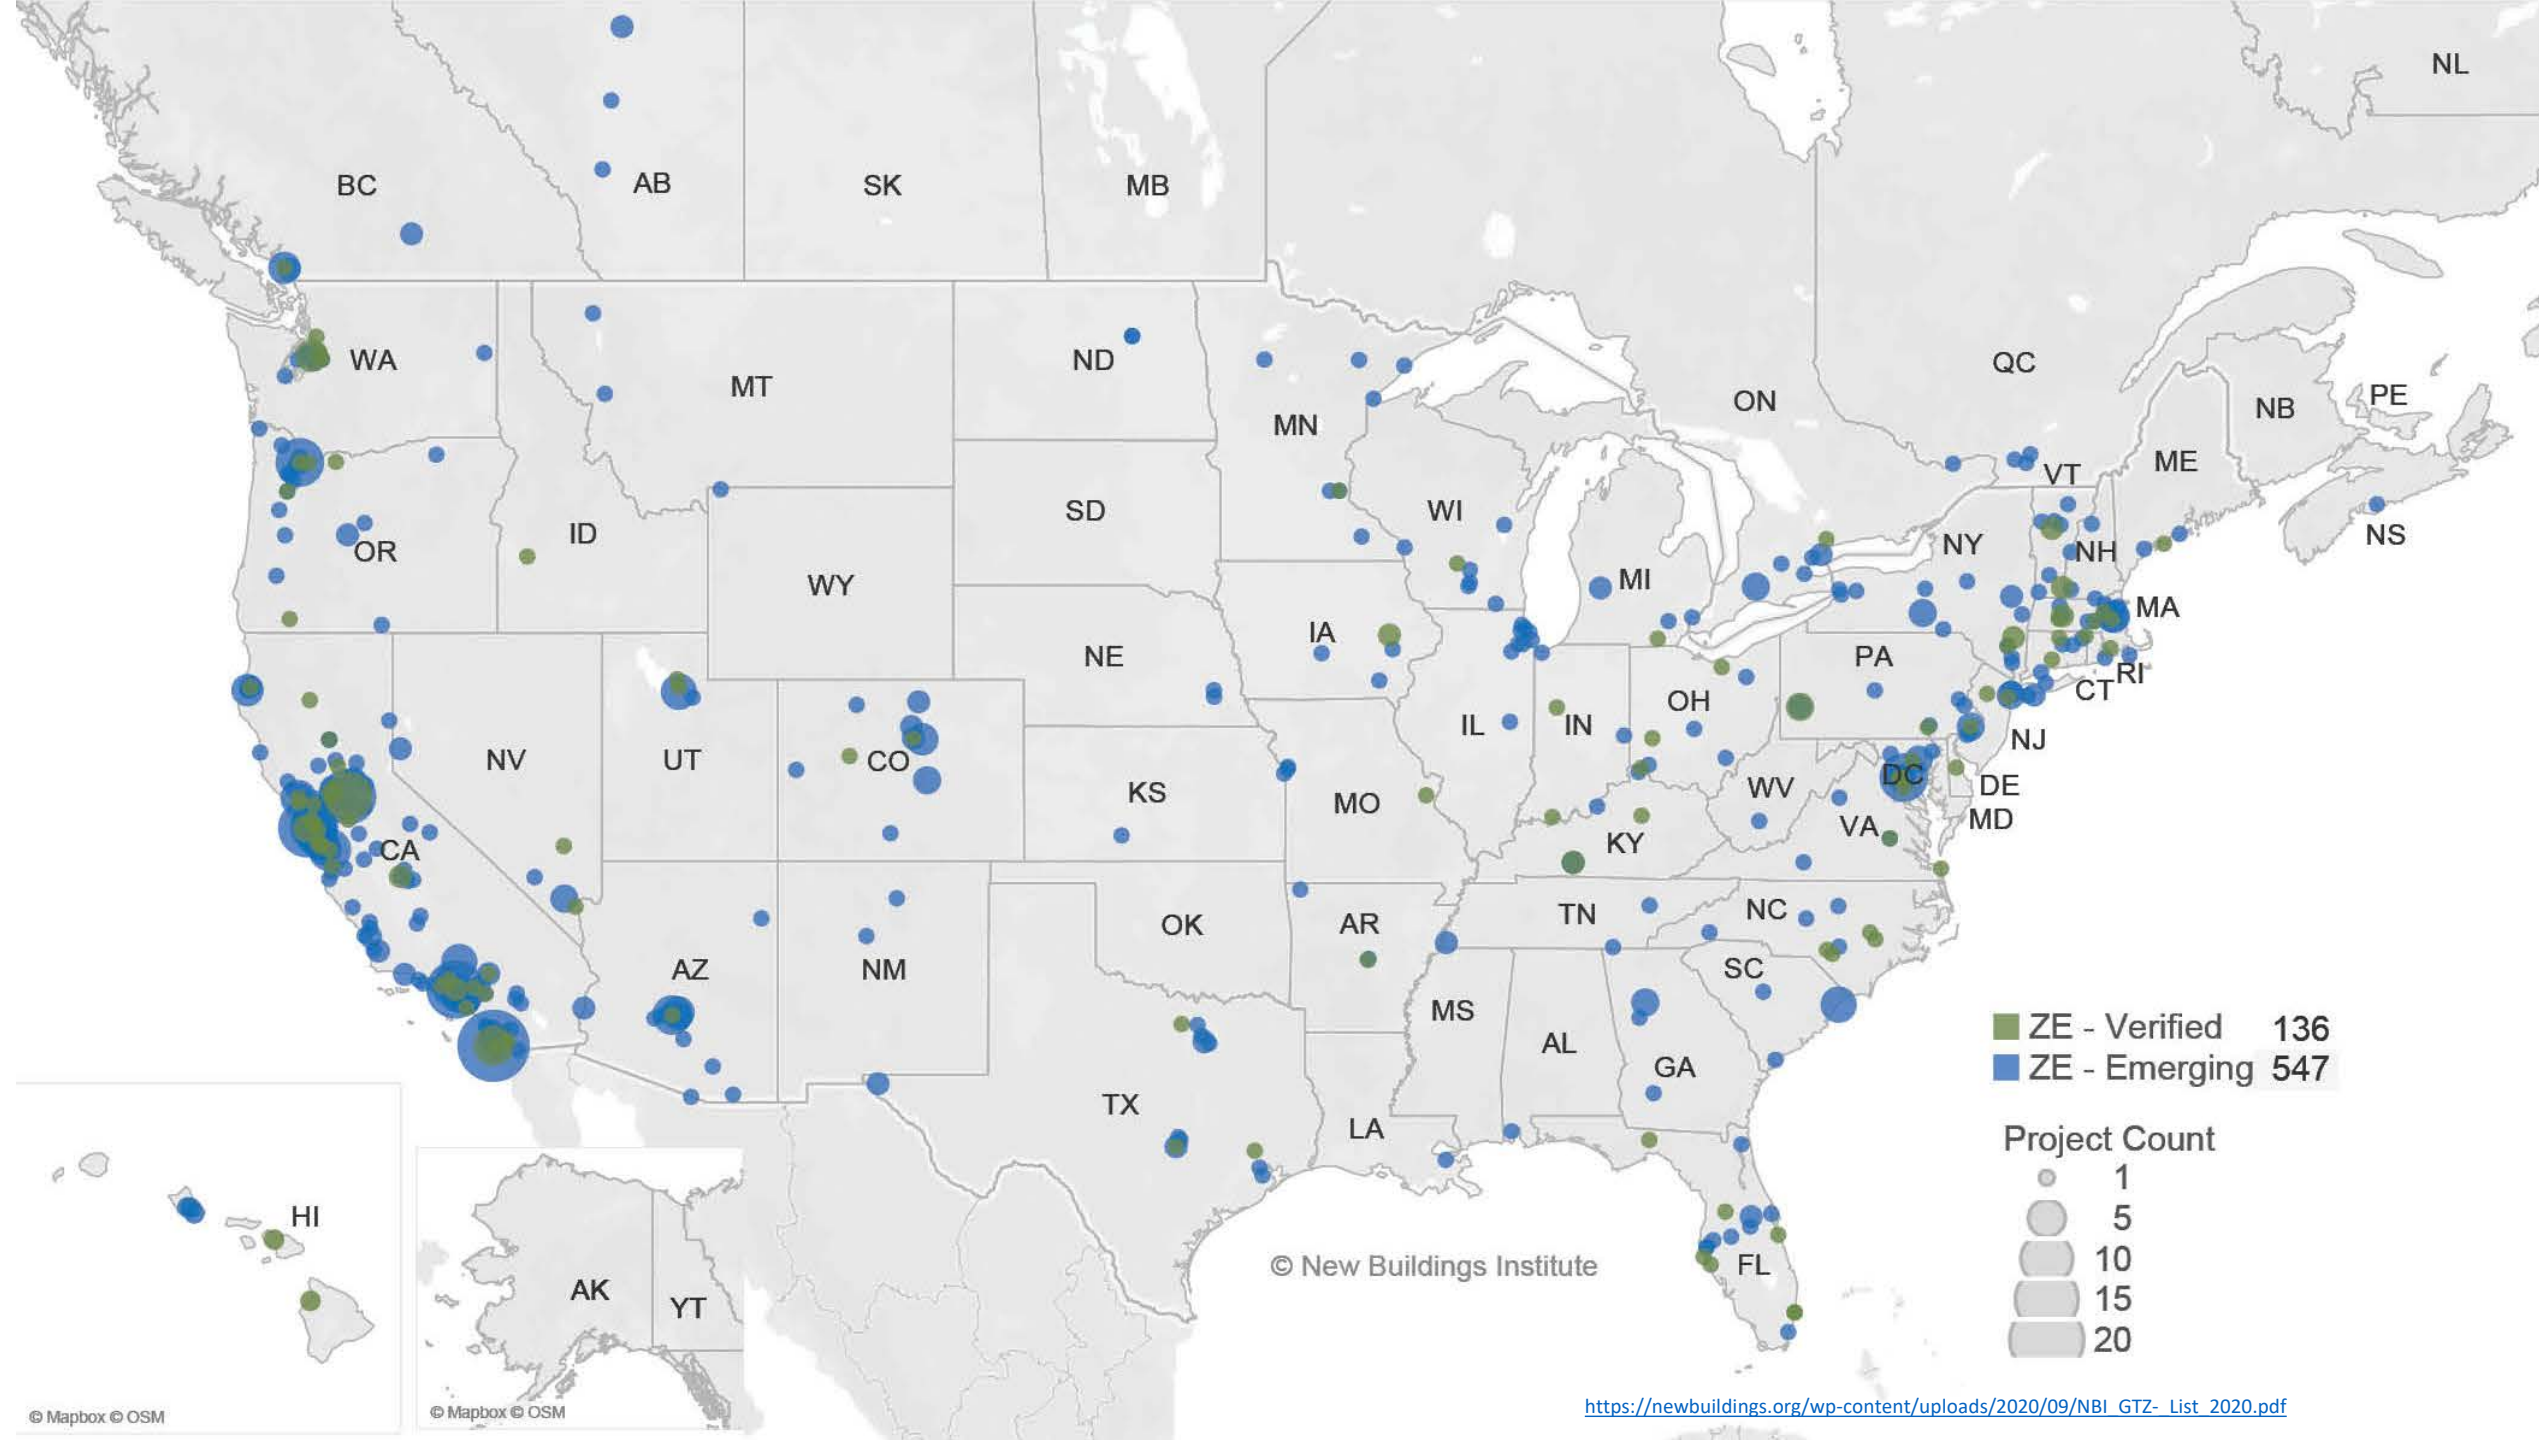 NL
BC
AB
SK
MB
WA
MT
ND
MN
ON
QC
NB
PE
ME
VT
NS
OR
ID
SD
WI
NY
NH
MI
WY
IA
MA
NE
PA
RI
CT
OH
IL
IN
NJ
NV
UT
CO
KS
MO
WV
DC
DE
MD
VA
KY
CA
OK
AR
TN
NC
AZ
NM
SC
MS
AL
GA
TX
LA
ZE - Verified 136
ZE - Emerging 547
Project Count
1
5
10
15
20
HI
AK
YT
FL
© New Buildings Institute
© Mapbox © OSM
© Mapbox © OSM
https://newbuildings.org/wp-content/uploads/2020/09/NBI_GTZ-_List_2020.pdf